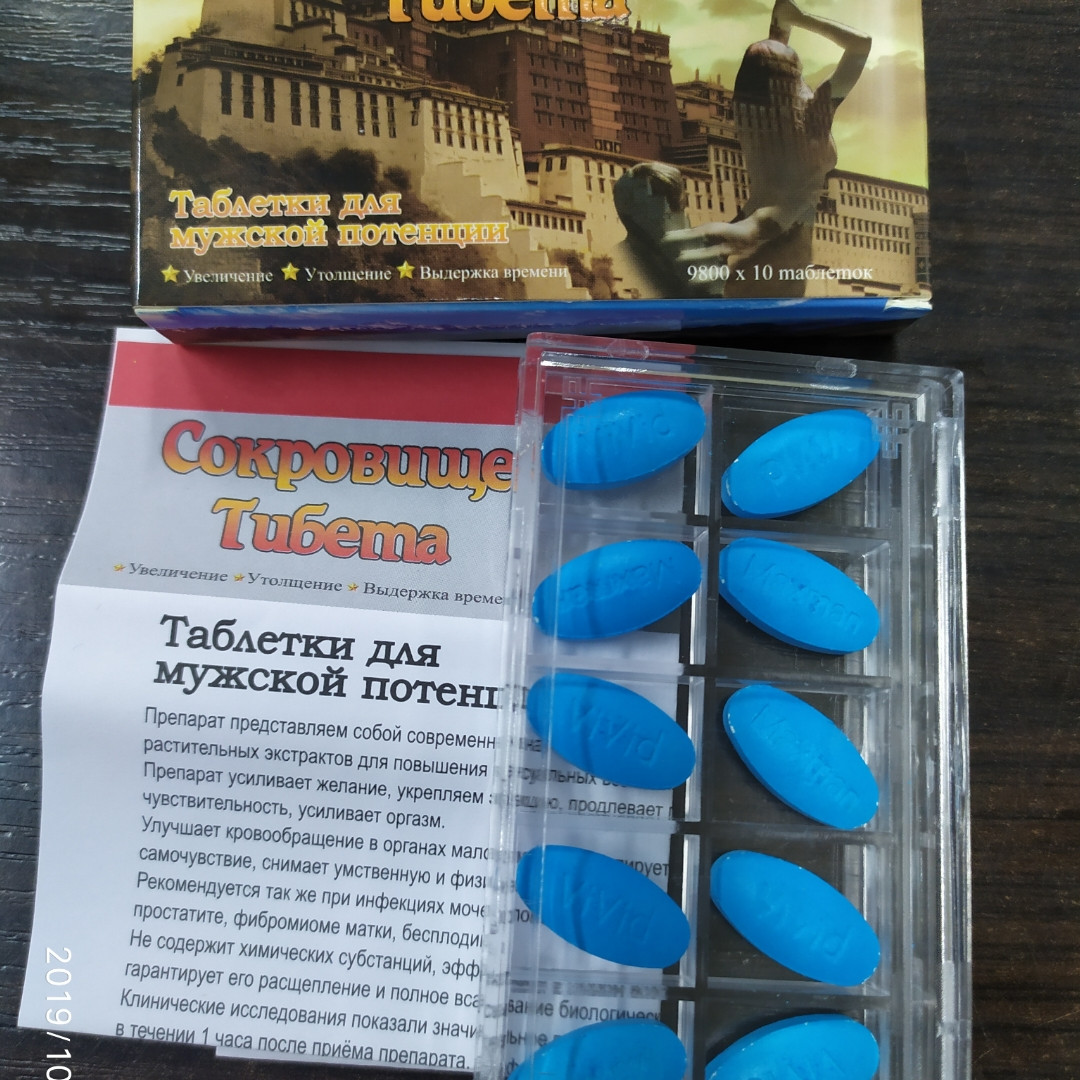 Тибета
Таблетки для
мужской потенции
Увеличение Утолщение Выдержка времени
9800 x 10 таблеток
Сокровище
Тибета
Увеличение Утолщение Выдержка време
Таблетки для
мужской потенц
Препарат представляем собой современн
растительных экстрактов для повышения
Препарат усиливает желание, укрепляем продлевает
чувствительность, усиливает оргазм.
Улучшает кровообращение в органах мало
самочувствие, снимает умственную и физи
Рекомендуется так же при инфекциях моче
простатите, фибромиоме матки, бесплоди
Не содержит химических субстанций, эфф
гарантирует его расщепление и полное вса
Клинические исследования показали значи
в течении 1 часа после приёма препарата.
Maxman
2019/10